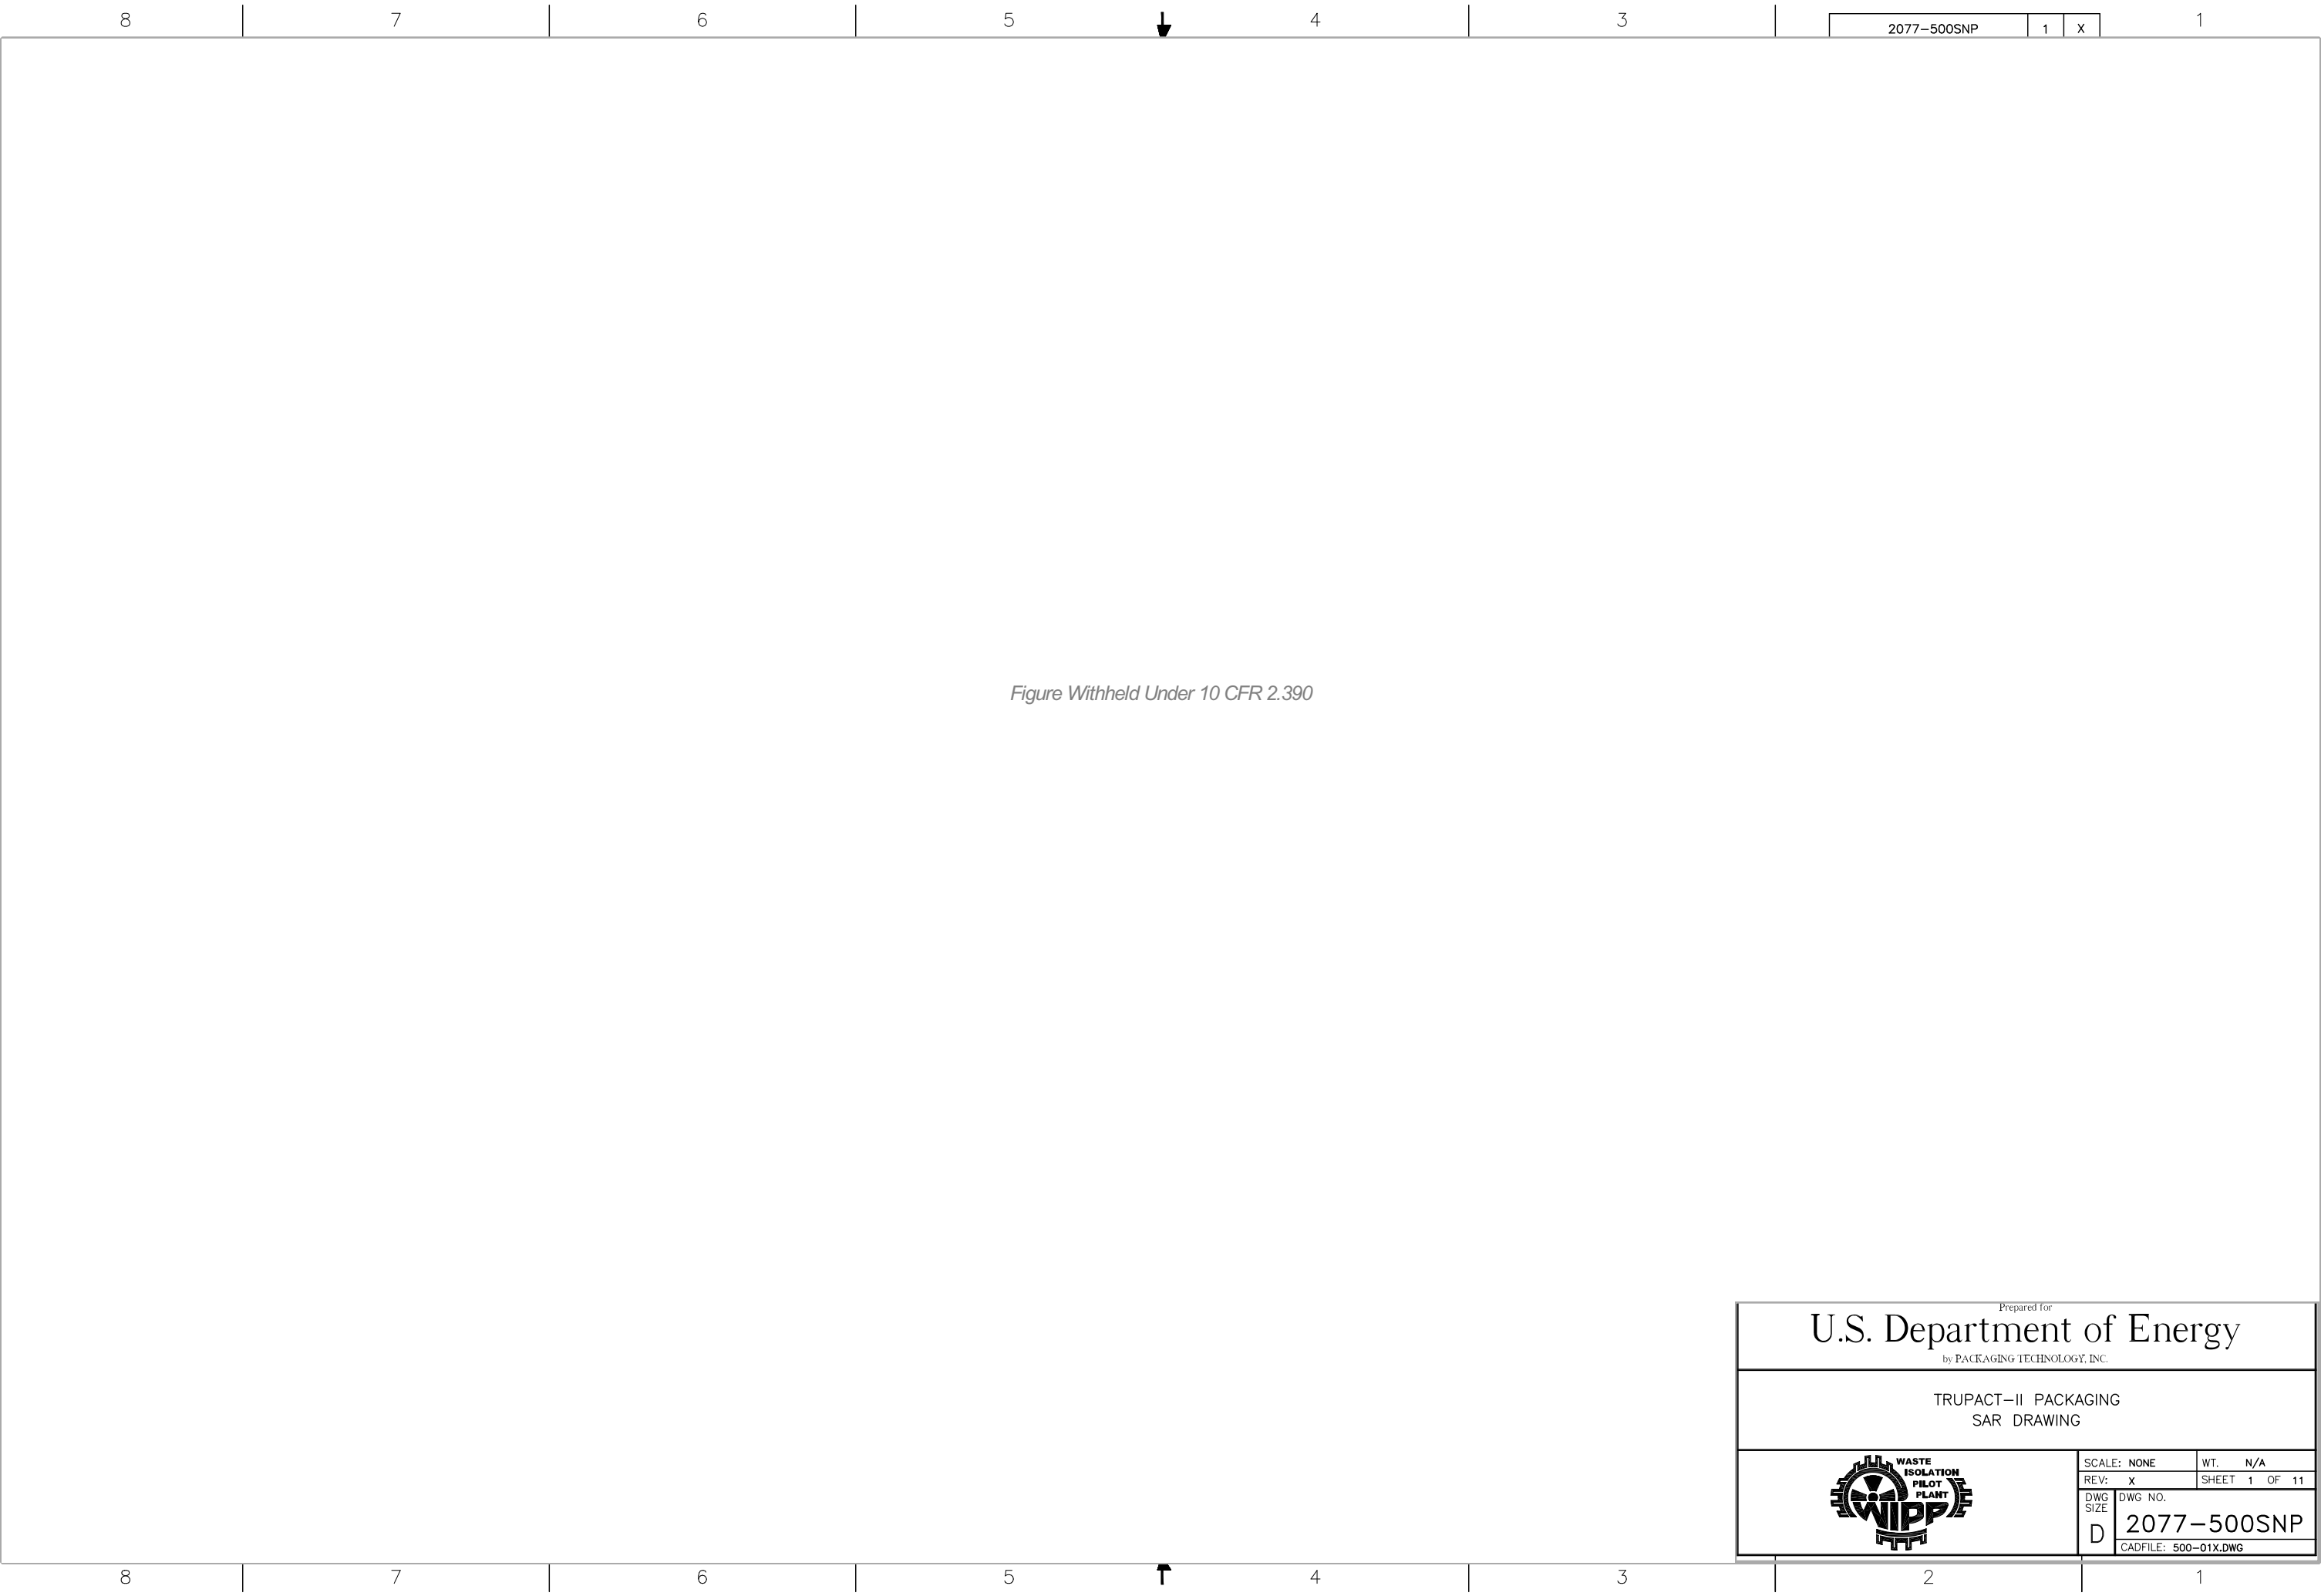 8 7 6 5 4 3 1
2077-500SNP 1 X
Figure Withheld Under 10 CFR 2.390
Prepared for
U.S. Department of Energy
by PACKAGING TECHNOLOGY, INC.
TRUPACT-II PACKAGING
SAR DRAWING
WASTE
ISOLATION
PILOT
PLANT
WIPP
SCALE: NONE
WT. N/A
REV: X
SHEET 1 OF 11
DWG
SIZE
D
DWG NO.
2077-500SNP
CADFILE: 500-01X.DWG
8 7 6 5 4 3 2 1